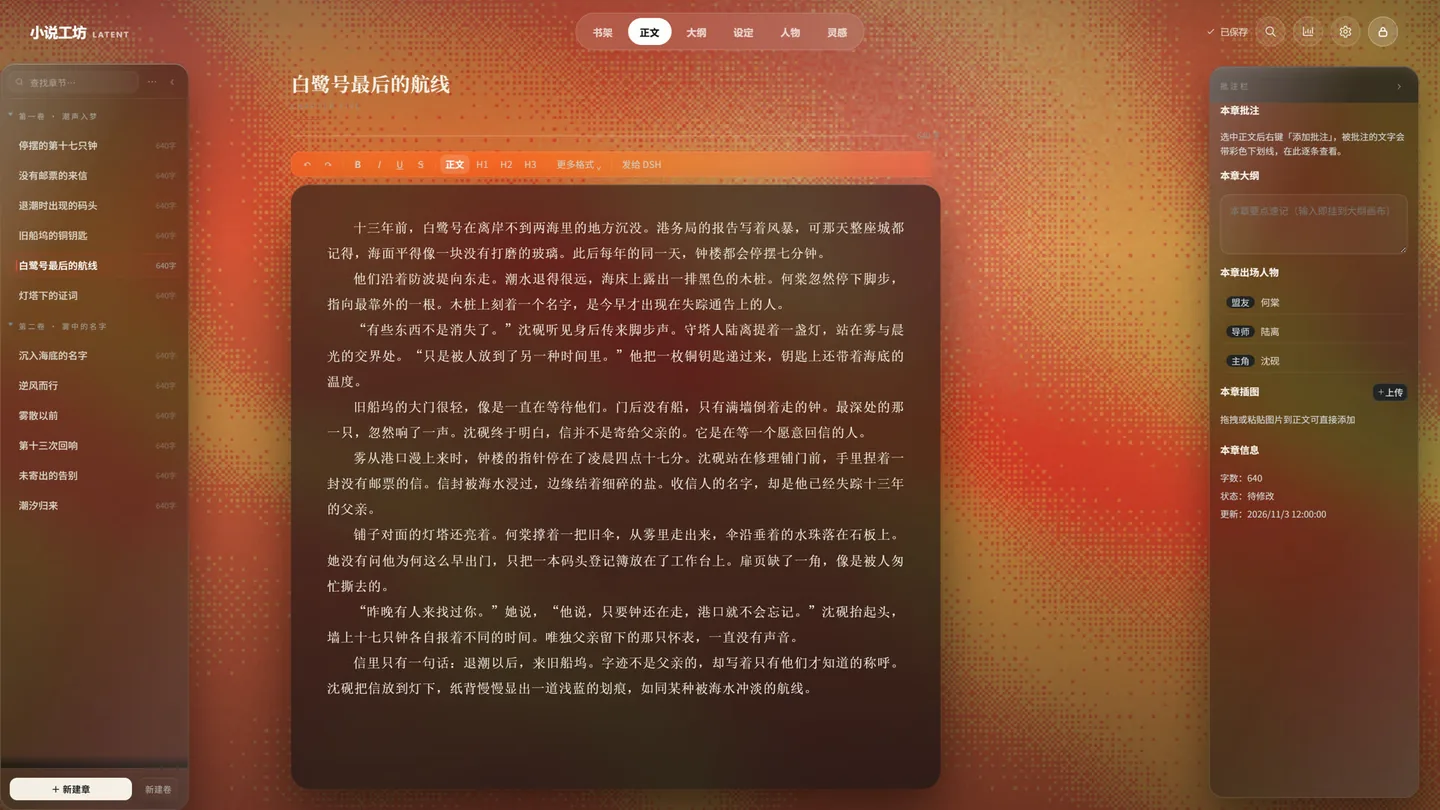 小说工坊 LATENT
书架 正文 大纲 设定 人物 灵感
已保存
查找章节…
第一卷 · 潮声入梦
停摆的第十七只钟 640字
没有邮票的来信 640字
退潮时出现的码头 640字
旧船坞的铜钥匙 640字
白鹭号最后的航线 640字
灯塔下的证词 640字
第二卷 · 雾中的名字
沉入海底的名字 640字
逆风而行 640字
雾散以前 640字
第十三次回响 640字
未寄出的告别 640字
潮汐归来 640字
+ 新建章 新建卷
白鹭号最后的航线
B I U S 正文 H1 H2 H3 更多格式 发给 DSH
十三年前，白鹭号在离岸不到两海里的地方沉没。港务局的报告写着风暴，可那天整座城都
记得，海面平得像一块没有打磨的玻璃。此后每年的同一天，钟楼都会停摆七分钟。
他们沿着防波堤向东走。潮水退得很远，海床上露出一排黑色的木桩。何棠忽然停下脚步，
指向最靠外的一根。木桩上刻着一个名字，是今早才出现在失踪通告上的人。
“有些东西不是消失了。”沈砚听见身后传来脚步声。守塔人陆离提着一盏灯，站在雾与晨
光的交界处。“只是被人放到了另一种时间里。”他把一枚铜钥匙递过来，钥匙上还带着海底的
温度。
旧船坞的大门很轻，像是一直在等待他们。门后没有船，只有满墙倒着走的钟。最深处的那
一只，忽然响了一声。沈砚终于明白，信并不是寄给父亲的。它是在等一个愿意回信的人。
雾从港口漫上来时，钟楼的指针停在了凌晨四点十七分。沈砚站在修理铺门前，手里捏着一
封没有邮票的信。信封被海水浸过，边缘结着细碎的盐。收信人的名字，却是他已经失踪十三年
的父亲。
铺子对面的灯塔还亮着。何棠撑着一把旧伞，从雾里走出来，伞沿垂着的水珠落在石板上。
她没有问他为何这么早出门，只把一本码头登记簿放在了工作台上。扉页缺了一角，像是被人匆
忙撕去的。
“昨晚有人来找过你。”她说，“他说，只要钟还在走，港口就不会忘记。”沈砚抬起头，
墙上十七只钟各自报着不同的时间。唯独父亲留下的那只怀表，一直没有声音。
信里只有一句话：退潮以后，来旧船坞。字迹不是父亲的，却写着只有他们才知道的称呼。
沈砚把信放到灯下，纸背慢慢显出一道浅蓝的划痕，如同某种被海水冲淡的航线。
批注栏
本章批注
选中正文后右键「添加批注」，被批注的文字会
带彩色下划线，在此逐条查看。
本章大纲
本章要点速记（输入即挂到大纲画布）
本章出场人物
盟友 何棠
导师 陆离
主角 沈砚
本章插图 +上传
拖拽或粘贴图片到正文可直接添加
本章信息
字数：640
状态：待修改
更新：2026/11/3 12:00:00